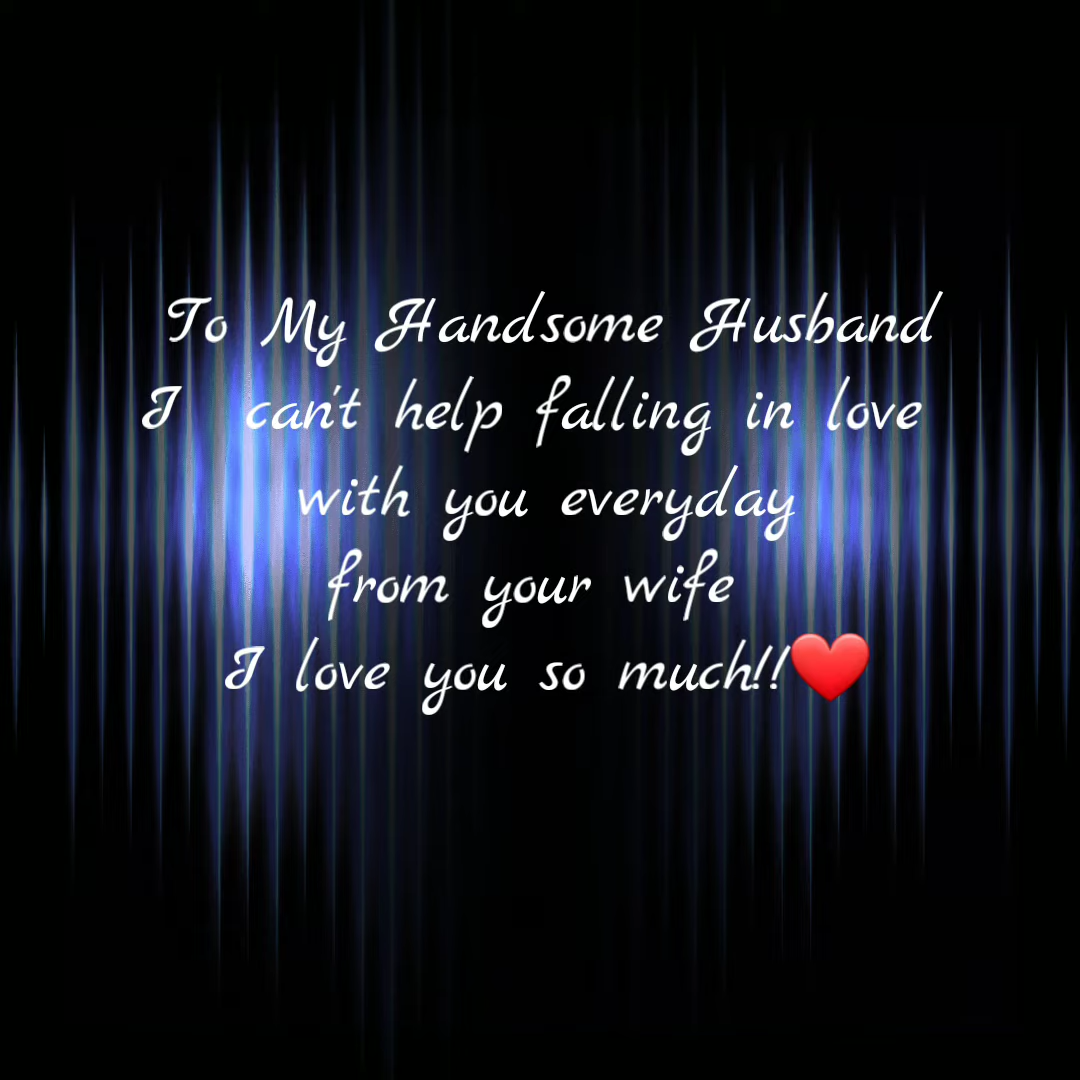 To My Handsome Husband
I can't help falling in love
with you everyday
from your wife
I love you so much!!❤️